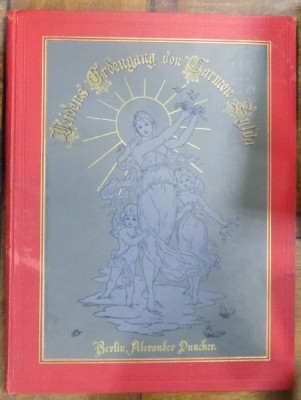 Leidens Erdengang von Carmen Sylva
Berlin, Alexander Duncker.